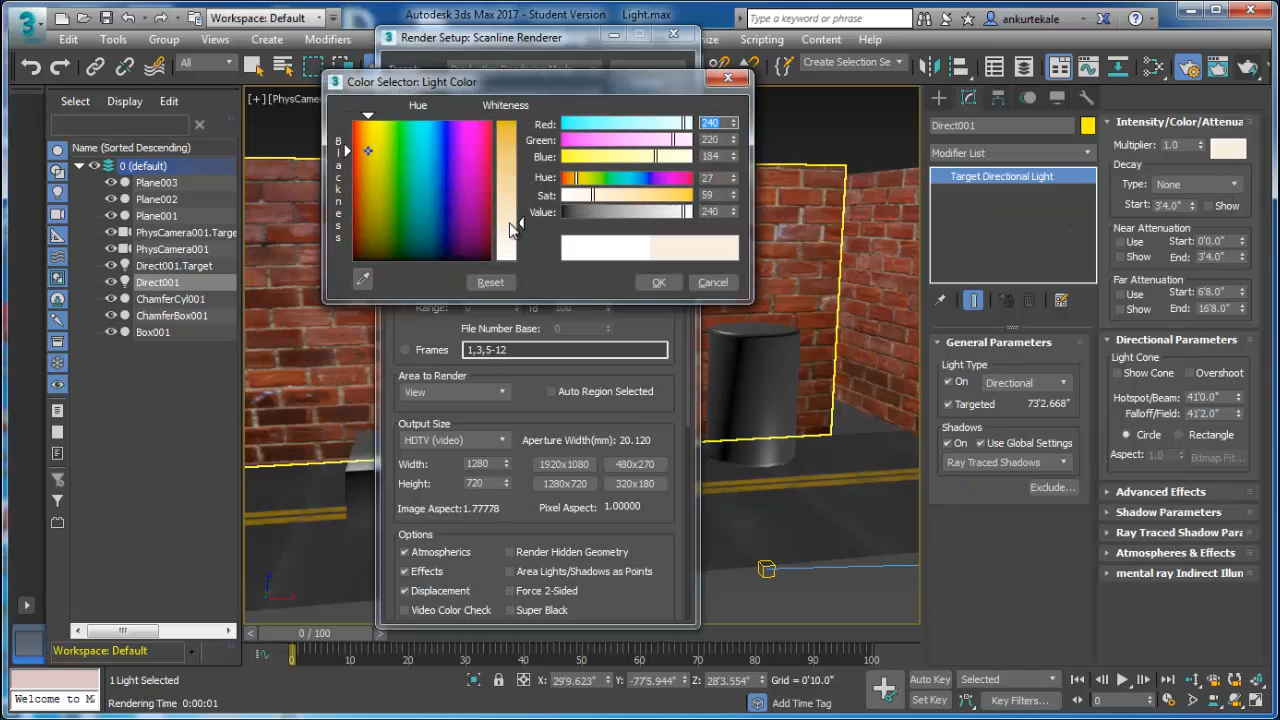 Workspace: Default
Autodesk 3ds Max 2017 - Student Version Light.max
Type a keyword or phrase
ankurtekale
Edit Tools Group Views Create Modifiers
Scripting Content Help
Render Setup: Scanline Renderer
All
Create Selection Se
Color Selector: Light Color
Hue
Whiteness
Blackness
Red: 240
Green: 220
Blue: 184
Hue: 27
Sat: 59
Value: 240
Reset
OK
Cancel
Select Display Edit
Name (Sorted Descending)
0 (default)
Plane003
Plane002
Plane001
PhysCamera001.Targe
PhysCamera001
Direct001.Target
Direct001
ChamferCyl001
ChamferBox001
Box001
[+] [PhysCamer
File Number Base: 0
Frames 1,3,5-12
Area to Render
View
Auto Region Selected
Output Size
HDTV (video)
Aperture Width(mm): 20.120
Width: 1280
1920x1080
480x270
Height: 720
1280x720
320x180
Image Aspect:1.77778
Pixel Aspect: 1.00000
Options
Atmospherics
Render Hidden Geometry
Effects
Area Lights/Shadows as Points
Displacement
Force 2-Sided
Video Color Check
Super Black
Direct001
Modifier List
Target Directional Light
General Parameters
Light Type
On
Directional
Targeted
73'2.668"
Shadows
On
Use Global Settings
Ray Traced Shadows
Exclude...
Intensity/Color/Attenua
Multiplier: 1.0
Decay
Type: None
Start: 3'4.0" Show
Near Attenuation
Use Start: 0'0.0"
Show End: 3'4.0"
Far Attenuation
Use Start: 6'8.0"
Show End: 16'8.0"
Directional Parameters
Light Cone
Show Cone Overshoot
Hotspot/Beam: 41'0.0"
Falloff/Field: 41'2.0"
Circle Rectangle
Aspect: 1.0 Bitmap Fit...
Advanced Effects
Shadow Parameters
Ray Traced Shadow Para
Atmospheres & Effects
mental ray Indirect Illun
0 / 100
Workspace: Default
0 10 20 30 40 50 60 70 80 90 100
Welcome to M
1 Light Selected
Rendering Time: 0:00:01
X: 29'9.623"
Y: -77'5.944"
Z: 28'3.554"
Grid = 0'10.0"
Add Time Tag
Auto Key
Selected
Set Key
Key Filters...
0